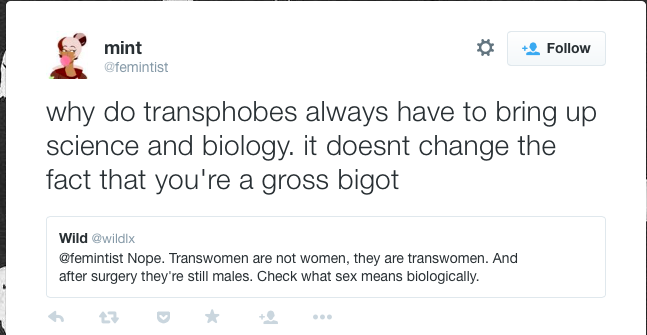 mint
@femintist
Follow
why do transphobes always have to bring up
science and biology. it doesnt change the
fact that you're a gross bigot
Wild @wildlx
@femintist Nope. Transwomen are not women, they are transwomen. And
after surgery they're still males. Check what sex means biologically.